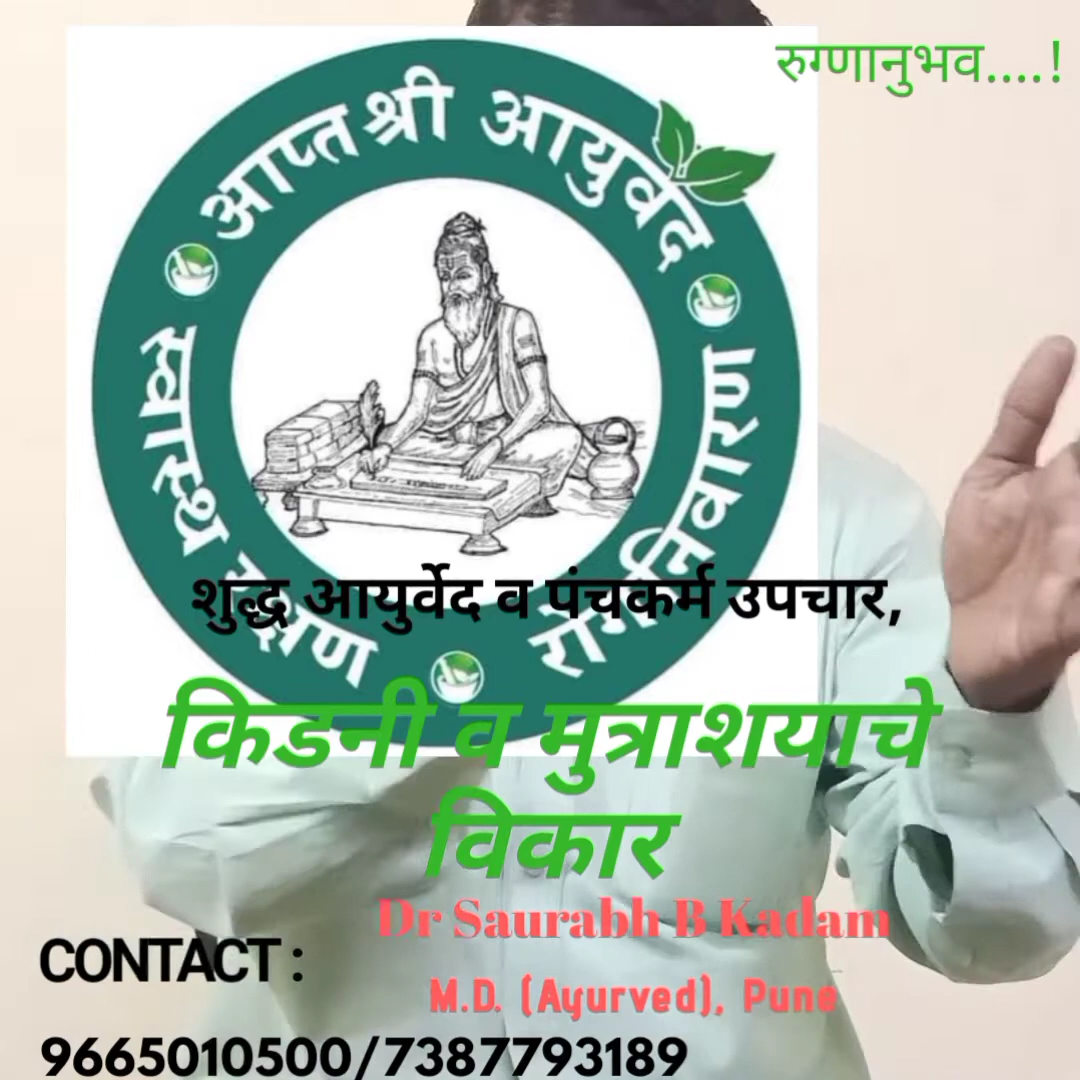 रुग्णानुभव....!
आप्त श्री आयुर्वेद
स्वास्थ रक्षण
रोगनिवारण
शुद्ध आयुर्वेद व पंचकर्म उपचार,
किडनी व मुत्राशयाचे
विकार
Dr Saurabh B Kadam
M.D. (Ayurved), Pune
CONTACT :
9665010500/7387793189